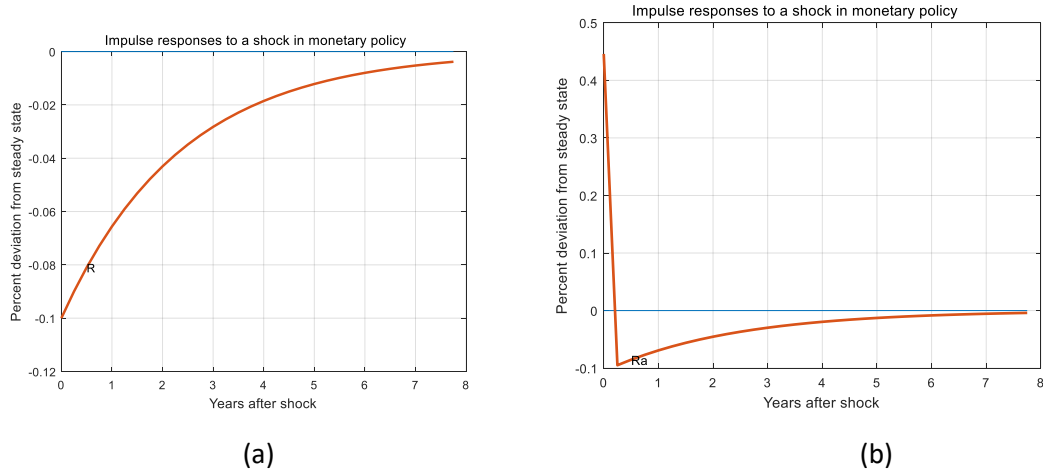 Impulse responses to a shock in monetary policy
Percent deviation from steady state
0
-0.02
-0.04
-0.06
-0.08
-0.1
-0.12
R
0 1 2 3 4 5 6 7 8
Years after shock
(a)
Impulse responses to a shock in monetary policy
Percent deviation from steady state
0.5
0.4
0.3
0.2
0.1
0
-0.1
Ra
0 1 2 3 4 5 6 7 8
Years after shock
(b)